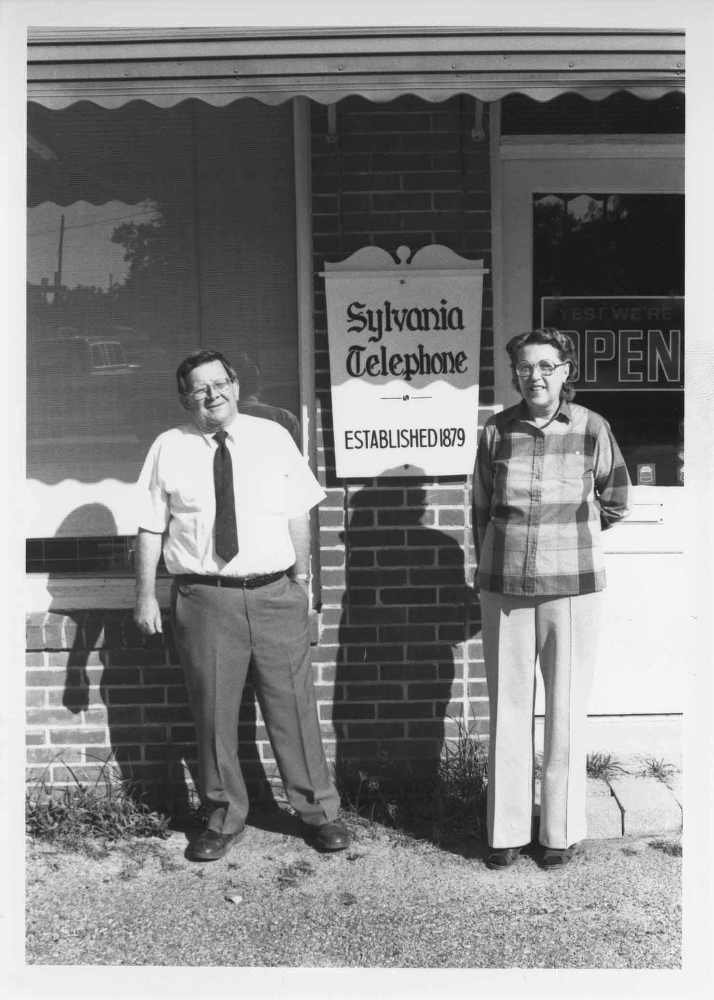 Sylvania
Telephone
ESTABLISHED 1879
YES! WE'RE
OPEN